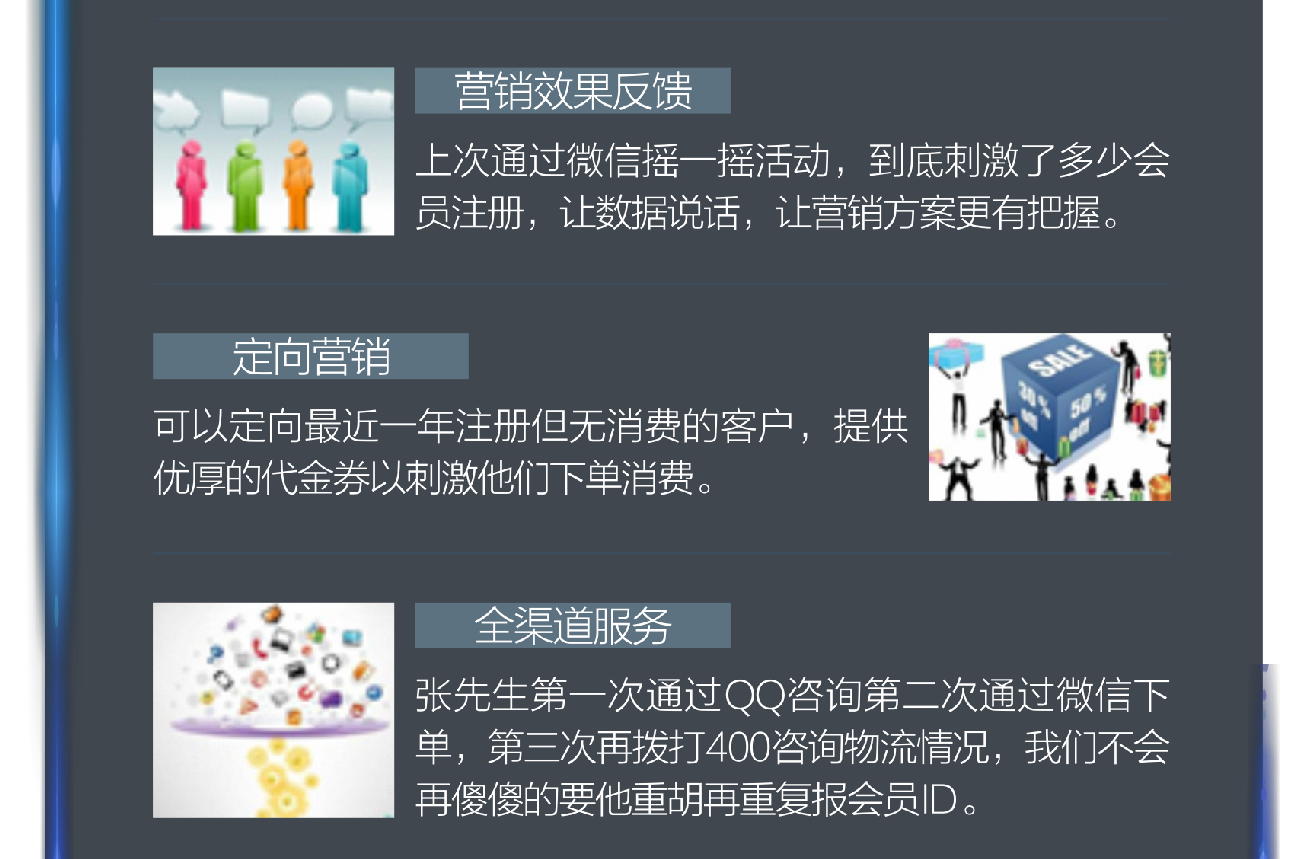 营销效果反馈
上次通过微信摇一摇活动，到底刺激了多少会
员注册，让数据说话，让营销方案更有把握。
定向营销
可以定向最近一年注册但无消费的客户，提供
优厚的代金券以刺激他们下单消费。
SALE
30%
off
50%
off
全渠道服务
张先生第一次通过QQ咨询第二次通过微信下
单，第三次再拨打400咨询物流情况，我们不会
再傻傻的要他重胡再重复报会员ID。